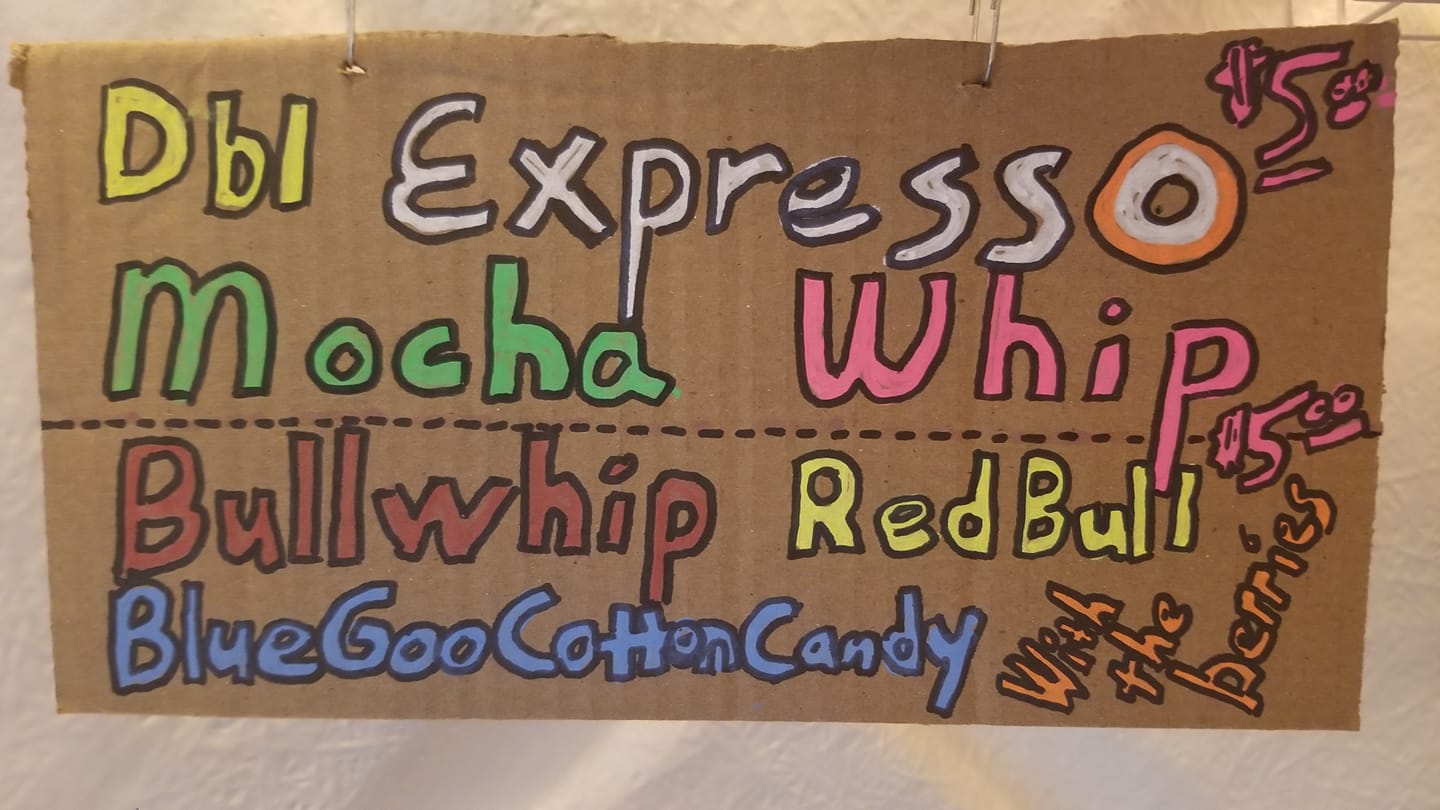 Dbl Expresso $5.00
Mocha Whip
Bullwhip RedBull $5.00
BlueGooCottonCandy With the berries